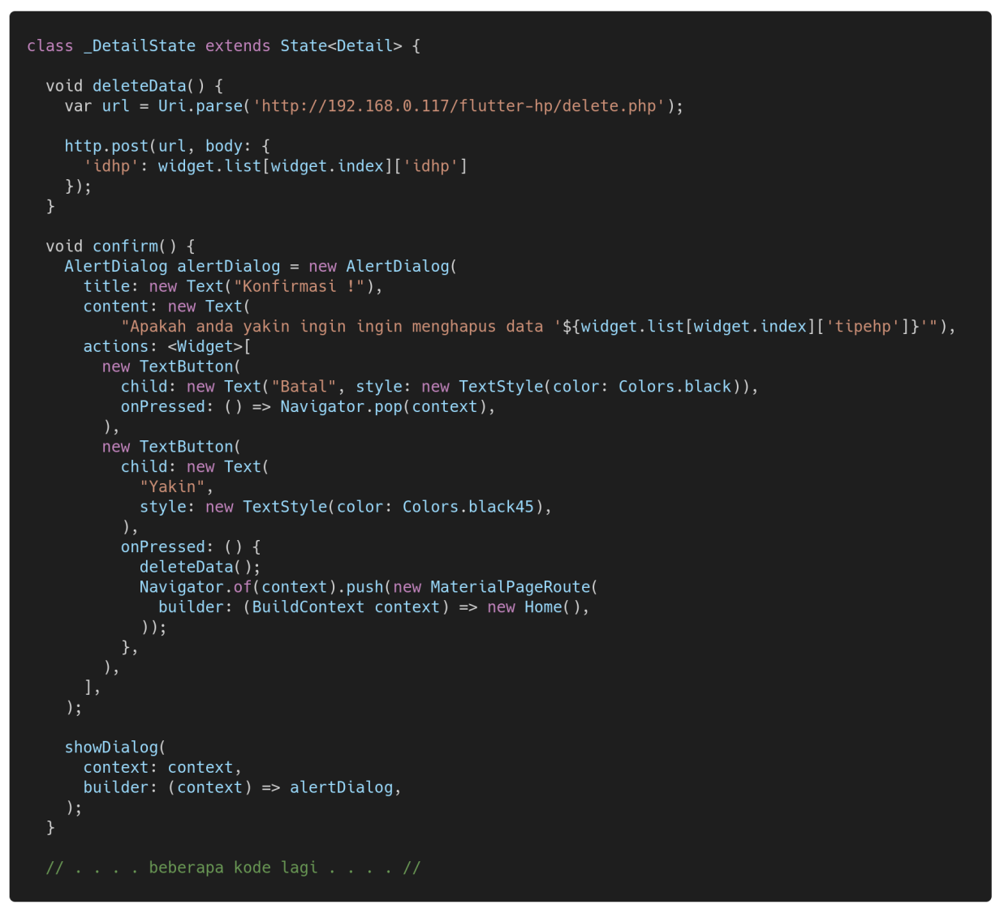 class _DetailState extends State<Detail> {
  void deleteData() {
    var url = Uri.parse('http://192.168.0.117/flutter-hp/delete.php');
    http.post(url, body: {
      'idhp': widget.list[widget.index]['idhp']
    });
  }
  void confirm() {
    AlertDialog alertDialog = new AlertDialog(
      title: new Text("Konfirmasi !"),
      content: new Text(
          "Apakah anda yakin ingin ingin menghapus data '${widget.list[widget.index]['tipehp']}'"),
      actions: <Widget>[
        new TextButton(
          child: new Text("Batal", style: new TextStyle(color: Colors.black)),
          onPressed: () => Navigator.pop(context),
        ),
        new TextButton(
          child: new Text(
            "Yakin",
            style: new TextStyle(color: Colors.black45),
          ),
          onPressed: () {
            deleteData();
            Navigator.of(context).push(new MaterialPageRoute(
              builder: (BuildContext context) => new Home(),
            ));
          },
        ),
      ],
    );
    showDialog(
      context: context,
      builder: (context) => alertDialog,
    );
  }
  // . . . . beberapa kode lagi . . . . //